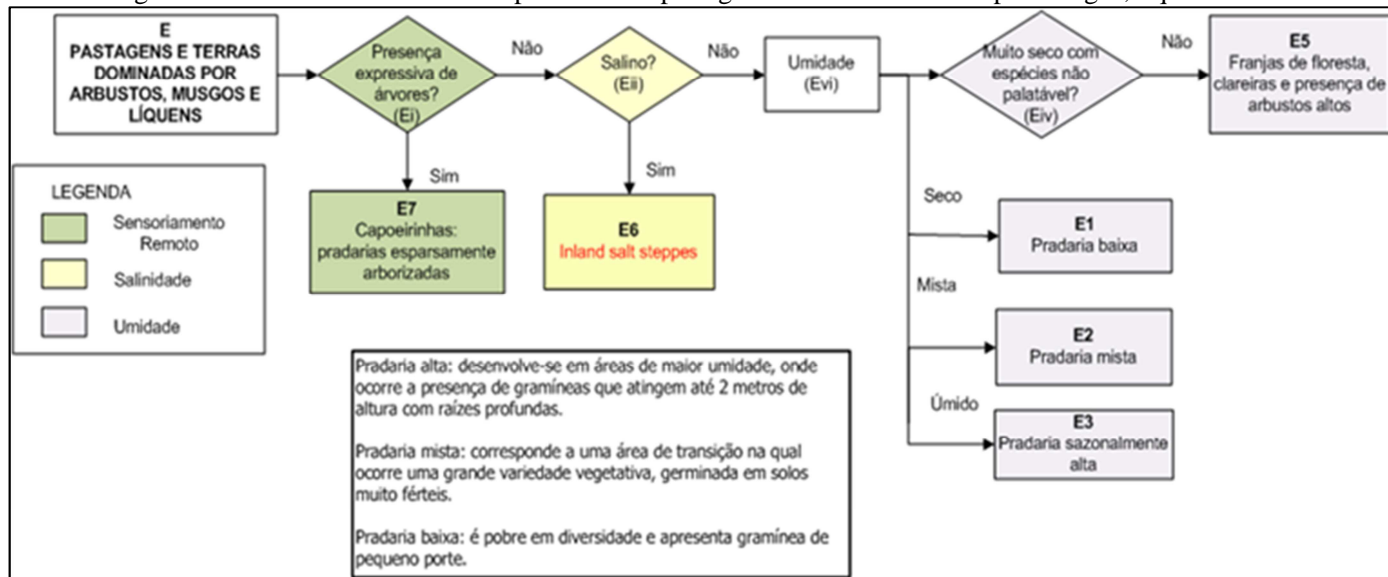 E
PASTAGENS E TERRAS
DOMINADAS POR
ARBUSTOS, MUSGOS E
LÍQUENS
Presença
expressiva de
árvores?
(Ei)
Não
Salino?
(Eii)
Não
Umidade
(Evi)
Muito seco com
espécies não
palatável?
(Eiv)
Não
E5
Franjas de floresta,
clareiras e presença de
arbustos altos
Sim
Sim
LEGENDA
Sensoriamento
Remoto
Salinidade
Umidade
E7
Capoeirinhas:
pradarias esparsamente
arborizadas
E6
Inland salt steppes
Seco
E1
Pradaria baixa
Mista
E2
Pradaria mista
Úmido
E3
Pradaria sazonalmente
alta
Pradaria alta: desenvolve-se em áreas de maior umidade, onde
ocorre a presença de gramíneas que atingem até 2 metros de
altura com raízes profundas.
Pradaria mista: corresponde a uma área de transição na qual
ocorre uma grande variedade vegetativa, germinada em solos
muito férteis.
Pradaria baixa: é pobre em diversidade e apresenta gramínea de
pequeno porte.